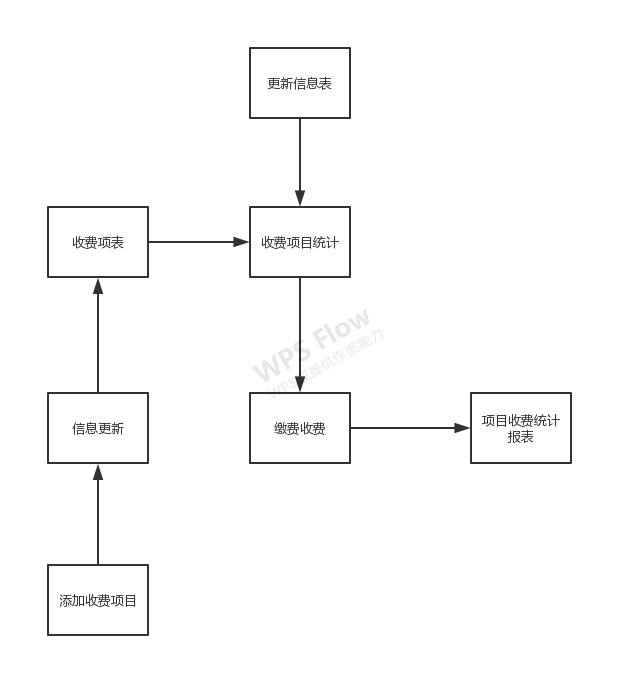 更新信息表
收费项表
收费项目统计
WPS Flow
WPS仅提供作图能力
信息更新
缴费收费
项目收费统计
报表
添加收费项目